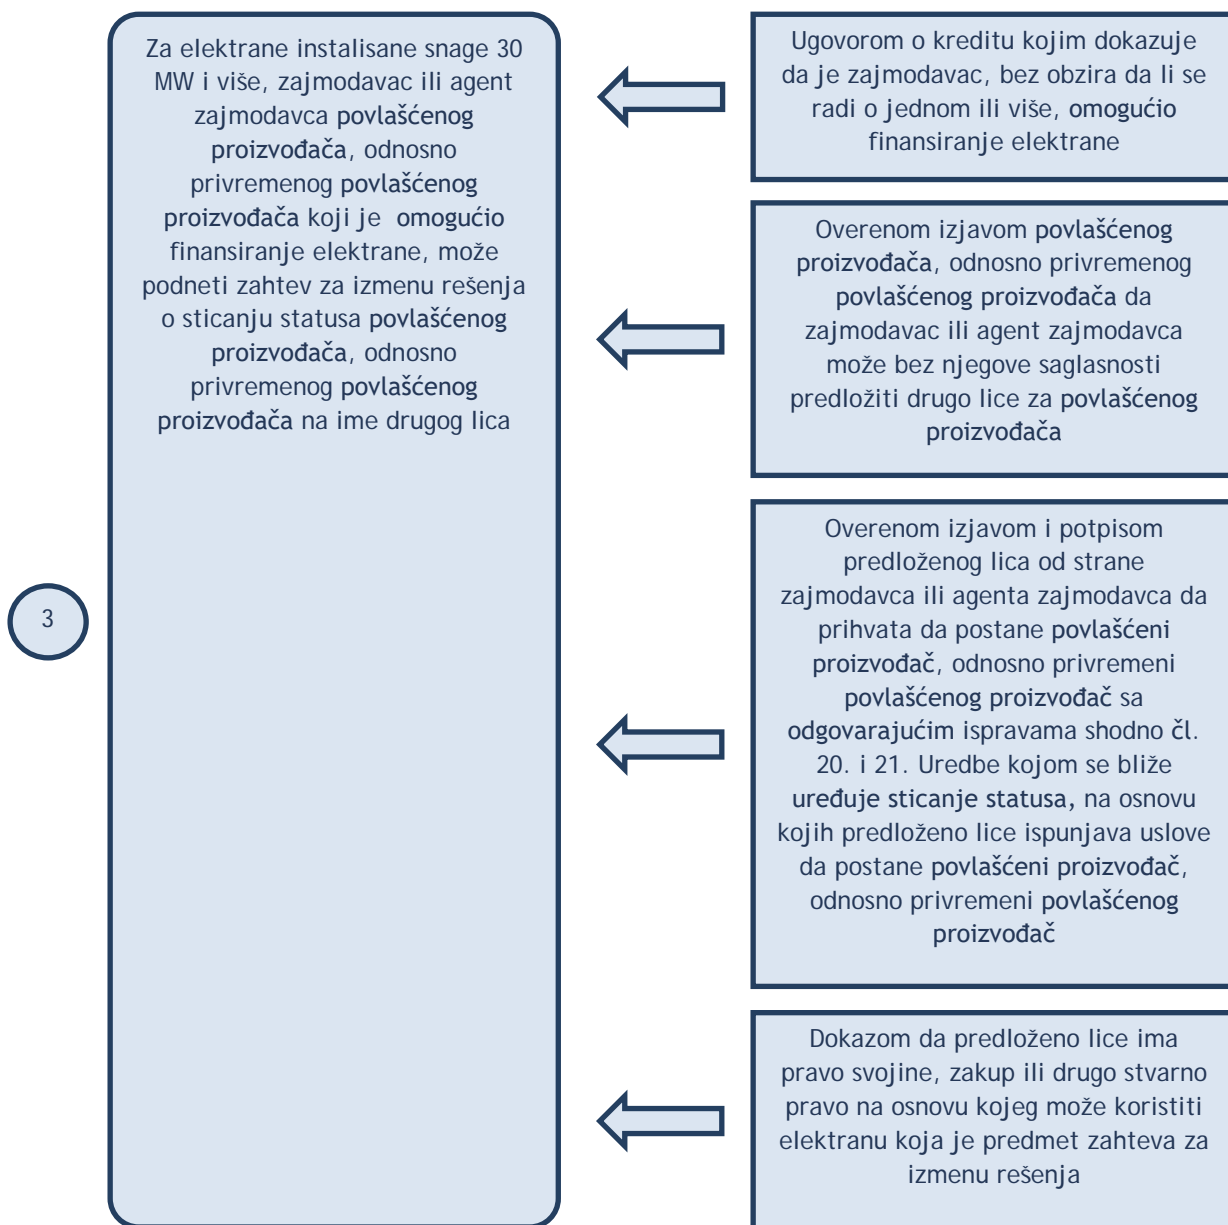 3
Za elektrane instalisane snage 30
MW i više, zajmodavac ili agent
zajmodavca povlašćenog
proizvođača, odnosno
privremenog povlašćenog
proizvođača koji je omogućio
finansiranje elektrane, može
podneti zahtev za izmenu rešenja
o sticanju statusa povlašćenog
proizvođača, odnosno
privremenog povlašćenog
proizvođača na ime drugog lica
Ugovorom o kreditu kojim dokazuje
da je zajmodavac, bez obzira da li se
radi o jednom ili više, omogućio
finansiranje elektrane
Overenom izjavom povlašćenog
proizvođača, odnosno privremenog
povlašćenog proizvođača da
zajmodavac ili agent zajmodavca
može bez njegove saglasnosti
predložiti drugo lice za povlašćenog
proizvođača
Overenom izjavom i potpisom
predloženog lica od strane
zajmodavca ili agenta zajmodavca da
prihvata da postane povlašćeni
proizvođač, odnosno privremeni
povlašćenog proizvođač sa
odgovarajućim ispravama shodno čl.
20. i 21. Uredbe kojom se bliže
uređuje sticanje statusa, na osnovu
kojih predloženo lice ispunjava uslove
da postane povlašćeni proizvođač,
odnosno privremeni povlašćenog
proizvođač
Dokazom da predloženo lice ima
pravo svojine, zakup ili drugo stvarno
pravo na osnovu kojeg može koristiti
elektranu koja je predmet zahteva za
izmenu rešenja